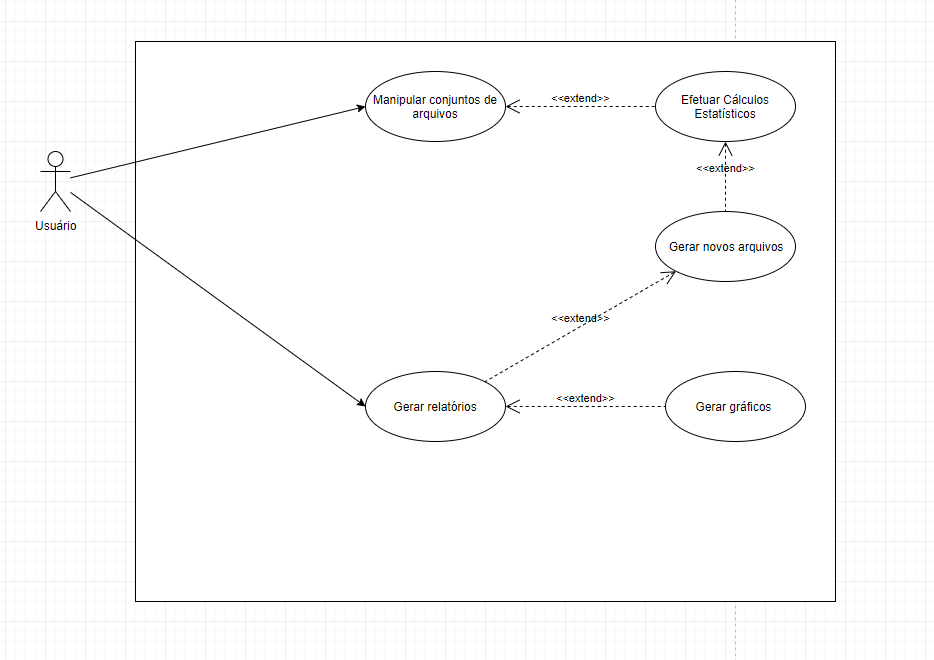 Manipular conjuntos de
arquivos
<<extend>>
Efetuar Cálculos
Estatísticos
<<extend>>
Usuário
Gerar novos arquivos
<<extend>>
Gerar relatórios
<<extend>>
Gerar gráficos